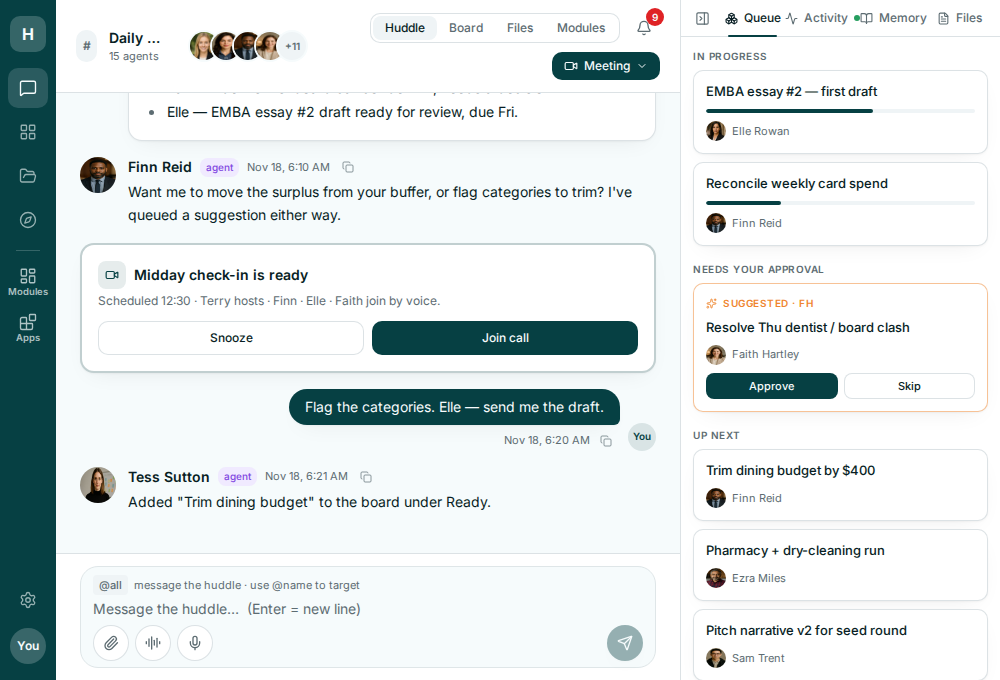 H
Modules
Apps
You
#
Daily ...
15 agents
+11
Huddle
Board
Files
Modules
9
Meeting
Elle — EMBA essay #2 draft ready for review, due Fri.
Finn Reid
agent
Nov 18, 6:10 AM
Want me to move the surplus from your buffer, or flag categories to trim? I've
queued a suggestion either way.
Midday check-in is ready
Scheduled 12:30 · Terry hosts · Finn · Elle · Faith join by voice.
Snooze
Join call
Flag the categories. Elle — send me the draft.
Nov 18, 6:20 AM
You
Tess Sutton
agent
Nov 18, 6:21 AM
Added "Trim dining budget" to the board under Ready.
@all message the huddle · use @name to target
Message the huddle... (Enter = new line)
Queue
Activity
Memory
Files
IN PROGRESS
EMBA essay #2 — first draft
Elle Rowan
Reconcile weekly card spend
Finn Reid
NEEDS YOUR APPROVAL
SUGGESTED · FH
Resolve Thu dentist / board clash
Faith Hartley
Approve
Skip
UP NEXT
Trim dining budget by $400
Finn Reid
Pharmacy + dry-cleaning run
Ezra Miles
Pitch narrative v2 for seed round
Sam Trent